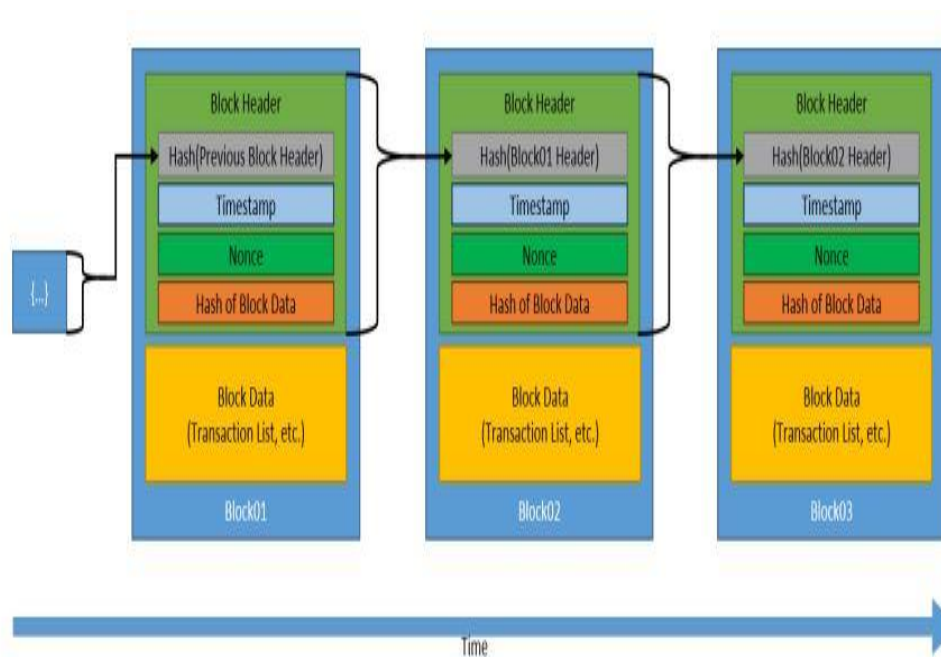 {...}
Block Header
Hash(Previous Block Header)
Timestamp
Nonce
Hash of Block Data
Block Data
(Transaction List, etc.)
Block01
Block Header
Hash(Block01 Header)
Timestamp
Nonce
Hash of Block Data
Block Data
(Transaction List, etc.)
Block02
Block Header
Hash(Block02 Header)
Timestamp
Nonce
Hash of Block Data
Block Data
(Transaction List, etc.)
Block03
Time